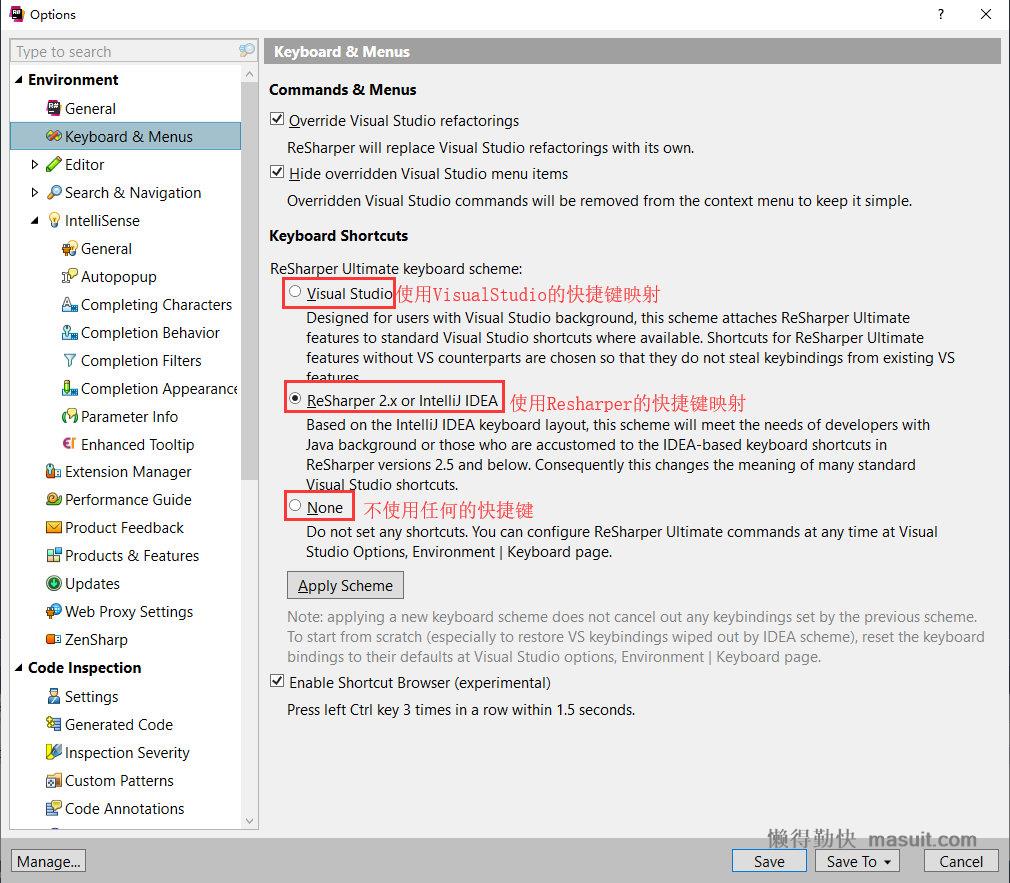 Options
?
Type to search
Environment
General
Keyboard & Menus
Editor
Search & Navigation
IntelliSense
General
Autopopup
Completing Characters
Completion Behavior
Completion Filters
Completion Appearance
Parameter Info
Enhanced Tooltip
Extension Manager
Performance Guide
Product Feedback
Products & Features
Updates
Web Proxy Settings
ZenSharp
Code Inspection
Settings
Generated Code
Inspection Severity
Custom Patterns
Code Annotations
Keyboard & Menus
Commands & Menus
Override Visual Studio refactorings
ReSharper will replace Visual Studio refactorings with its own.
Hide overridden Visual Studio menu items
Overridden Visual Studio commands will be removed from the context menu to keep it simple.
Keyboard Shortcuts
ReSharper Ultimate keyboard scheme:
Visual Studio 使用VisualStudio的快捷键映射
Designed for users with Visual Studio background, this scheme attaches ReSharper Ultimate
features to standard Visual Studio shortcuts where available. Shortcuts for ReSharper Ultimate
features without VS counterparts are chosen so that they do not steal keybindings from existing VS
features.
ReSharper 2.x or IntelliJ IDEA 使用Resharper的快捷键映射
Based on the IntelliJ IDEA keyboard layout, this scheme will meet the needs of developers with
Java background or those who are accustomed to the IDEA-based keyboard shortcuts in
ReSharper versions 2.5 and below. Consequently this changes the meaning of many standard
Visual Studio shortcuts.
None 不使用任何的快捷键
Do not set any shortcuts. You can configure ReSharper Ultimate commands at any time at Visual
Studio Options, Environment | Keyboard page.
Apply Scheme
Note: applying a new keyboard scheme does not cancel out any keybindings set by the previous scheme.
To start from scratch (especially to restore VS keybindings wiped out by IDEA scheme), reset the keyboard
bindings to their defaults at Visual Studio options, Environment | Keyboard page.
Enable Shortcut Browser (experimental)
Press left Ctrl key 3 times in a row within 1.5 seconds.
懒得勤快 masuit.com
Manage...
Save
Save To
Cancel